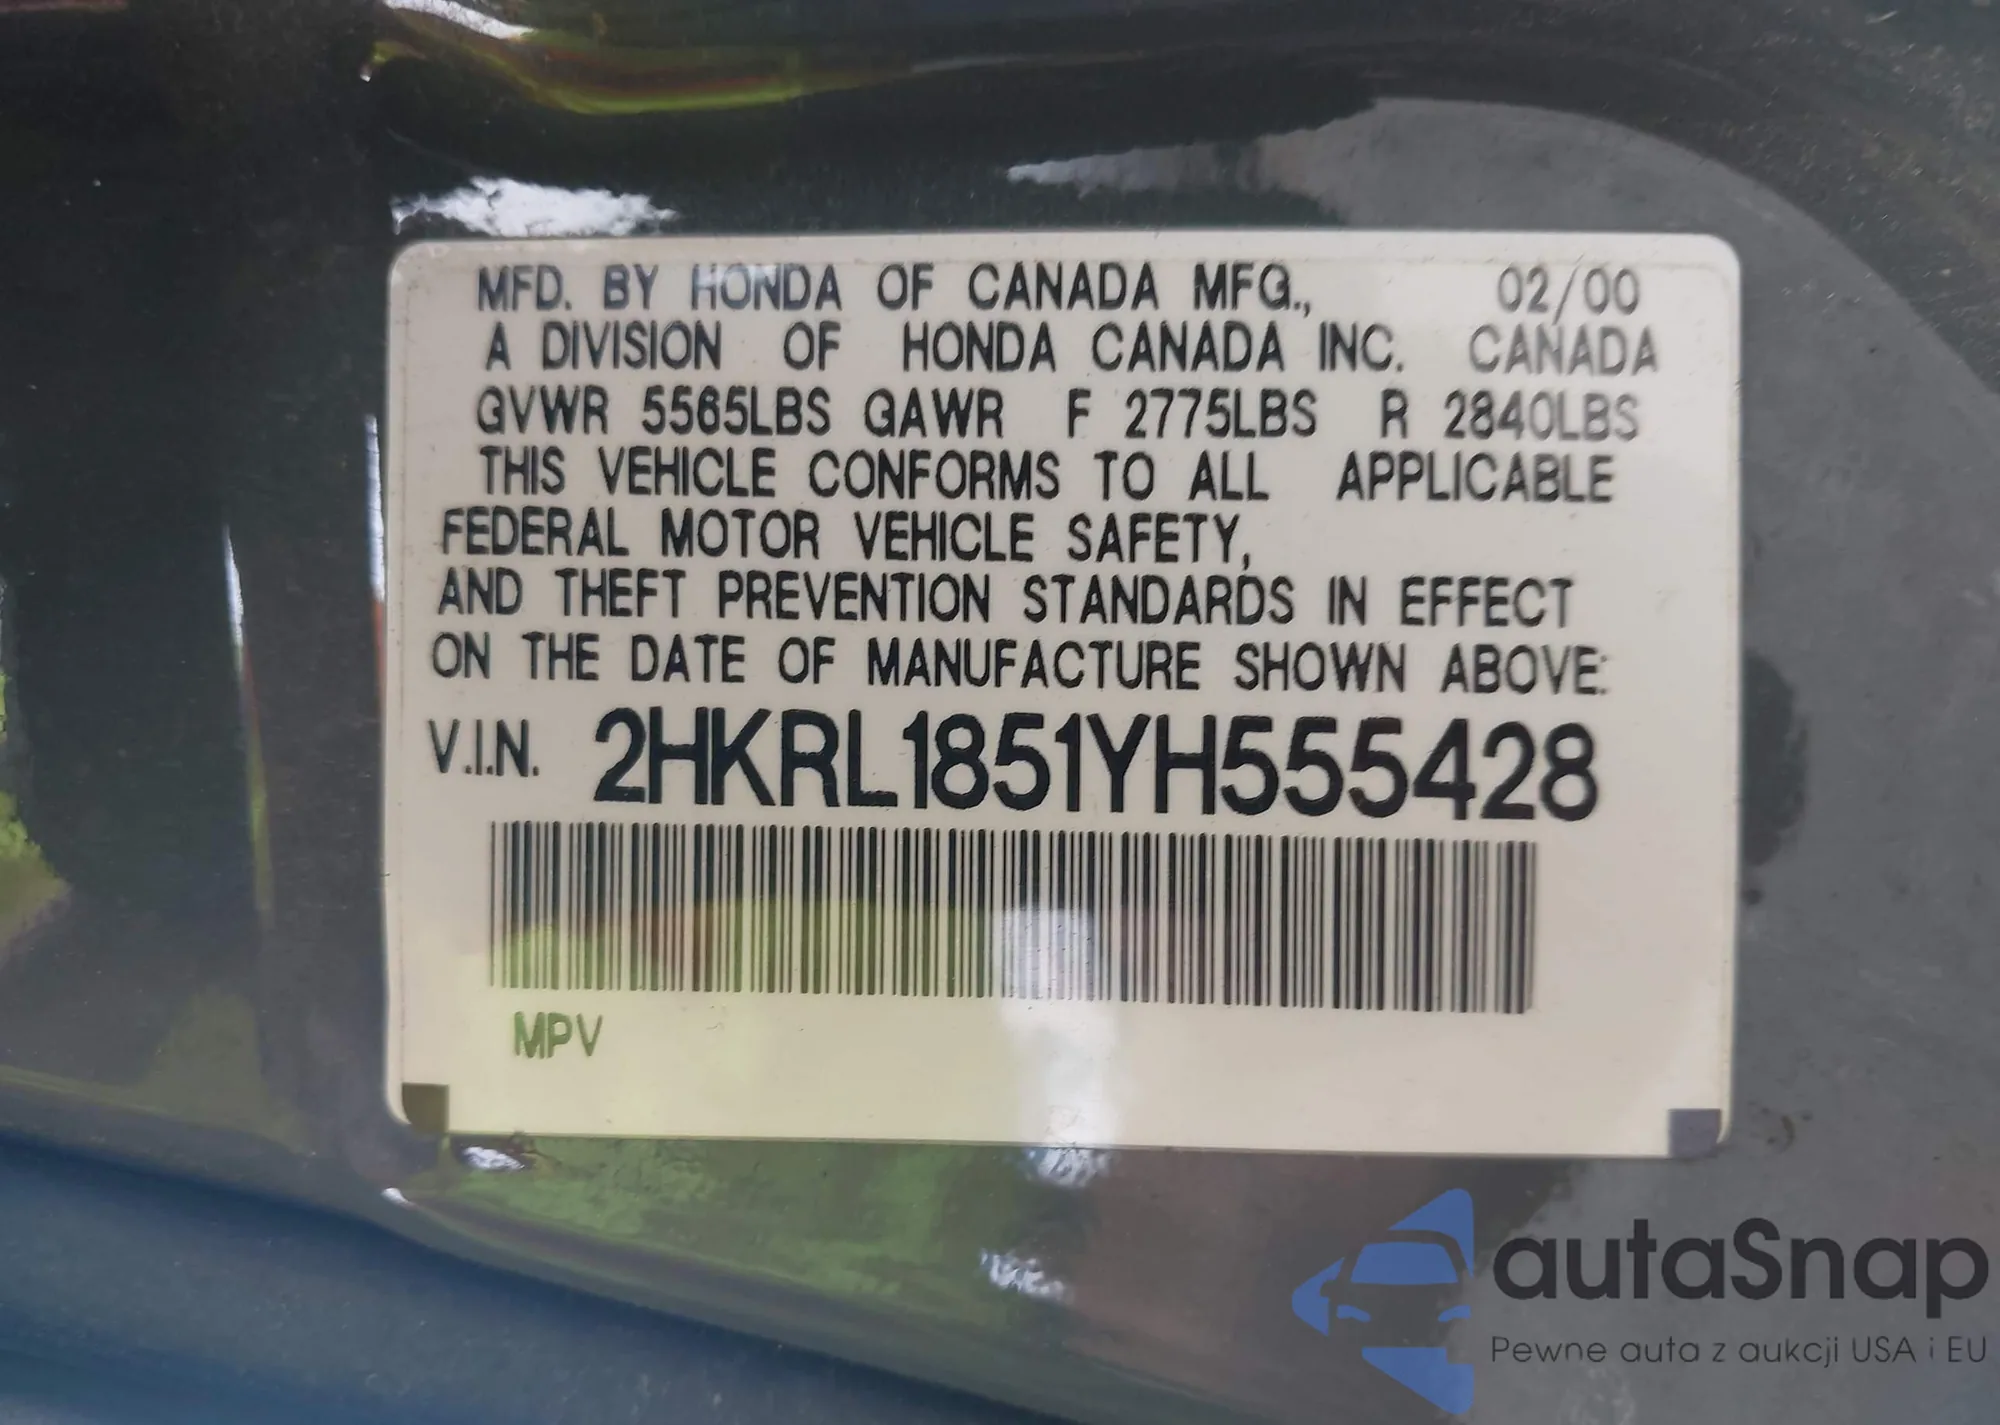 MFD. BY HONDA OF CANADA MFG., 02/00
A DIVISION OF HONDA CANADA INC. CANADA
GVWR 5565LBS GAWR F 2775LBS R 2840LBS
THIS VEHICLE CONFORMS TO ALL APPLICABLE
FEDERAL MOTOR VEHICLE SAFETY,
AND THEFT PREVENTION STANDARDS IN EFFECT
ON THE DATE OF MANUFACTURE SHOWN ABOVE:
V.I.N. 2HKRL1851YH555428
MPV
autaSnap
Pewne auta z aukcji USA i EU